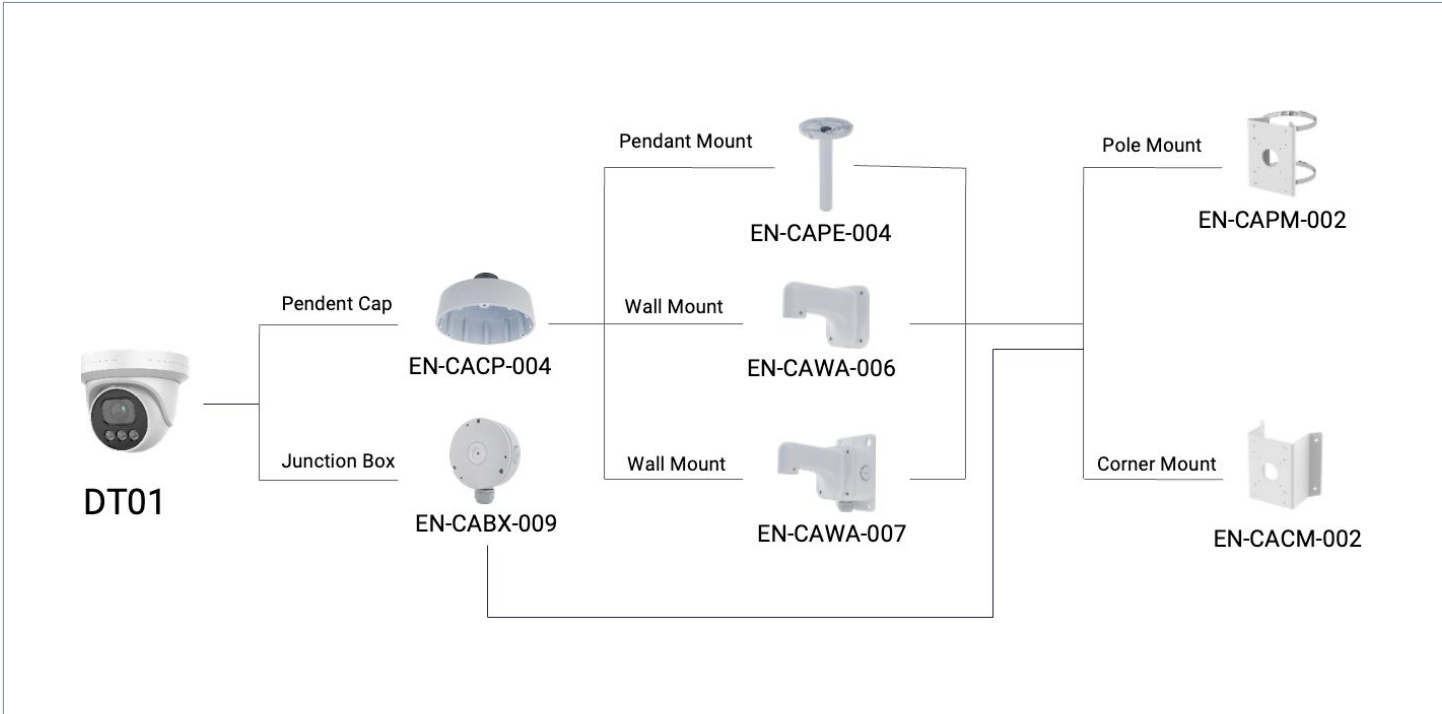 Pendant Mount
EN-CAPE-004
Pole Mount
EN-CAPM-002
Pendent Cap
EN-CACP-004
Wall Mount
EN-CAWA-006
DT01
Junction Box
EN-CABX-009
Wall Mount
EN-CAWA-007
Corner Mount
EN-CACM-002